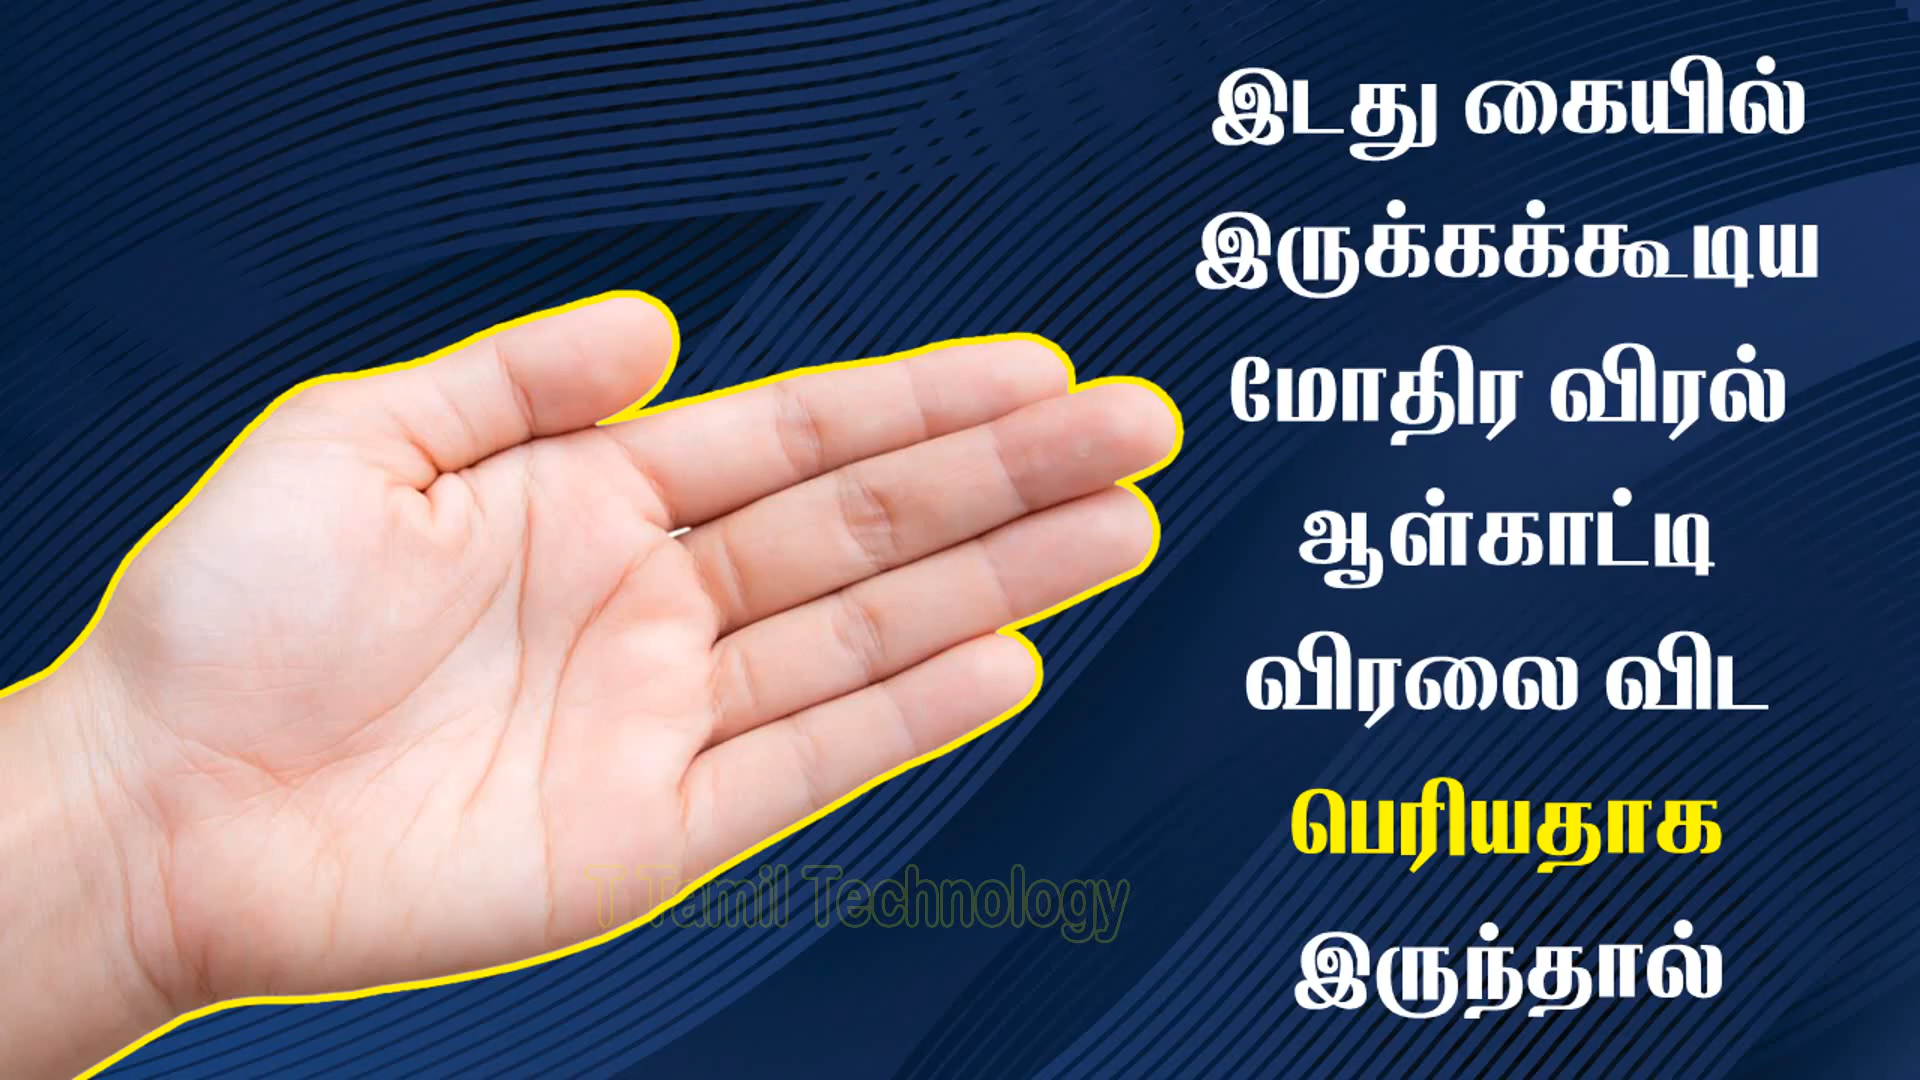 இடது கையில்
இருக்கக்கூடிய
மோதிர விரல்
ஆள்காட்டி
விரலை விட
பெரியதாக
இருந்தால்
T Tamil Technology